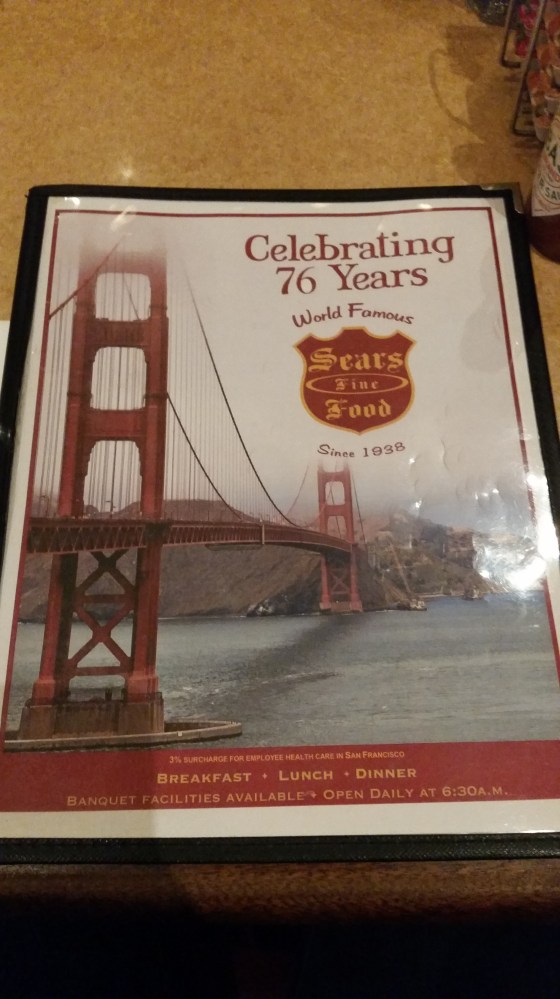 Celebrating
76 Years
World Famous
Sears
Fine
Food
Since 1938
3% surcharge for employee health care in San Francisco
Breakfast • Lunch • Dinner
Banquet facilities available • Open Daily at 6:30a.m.